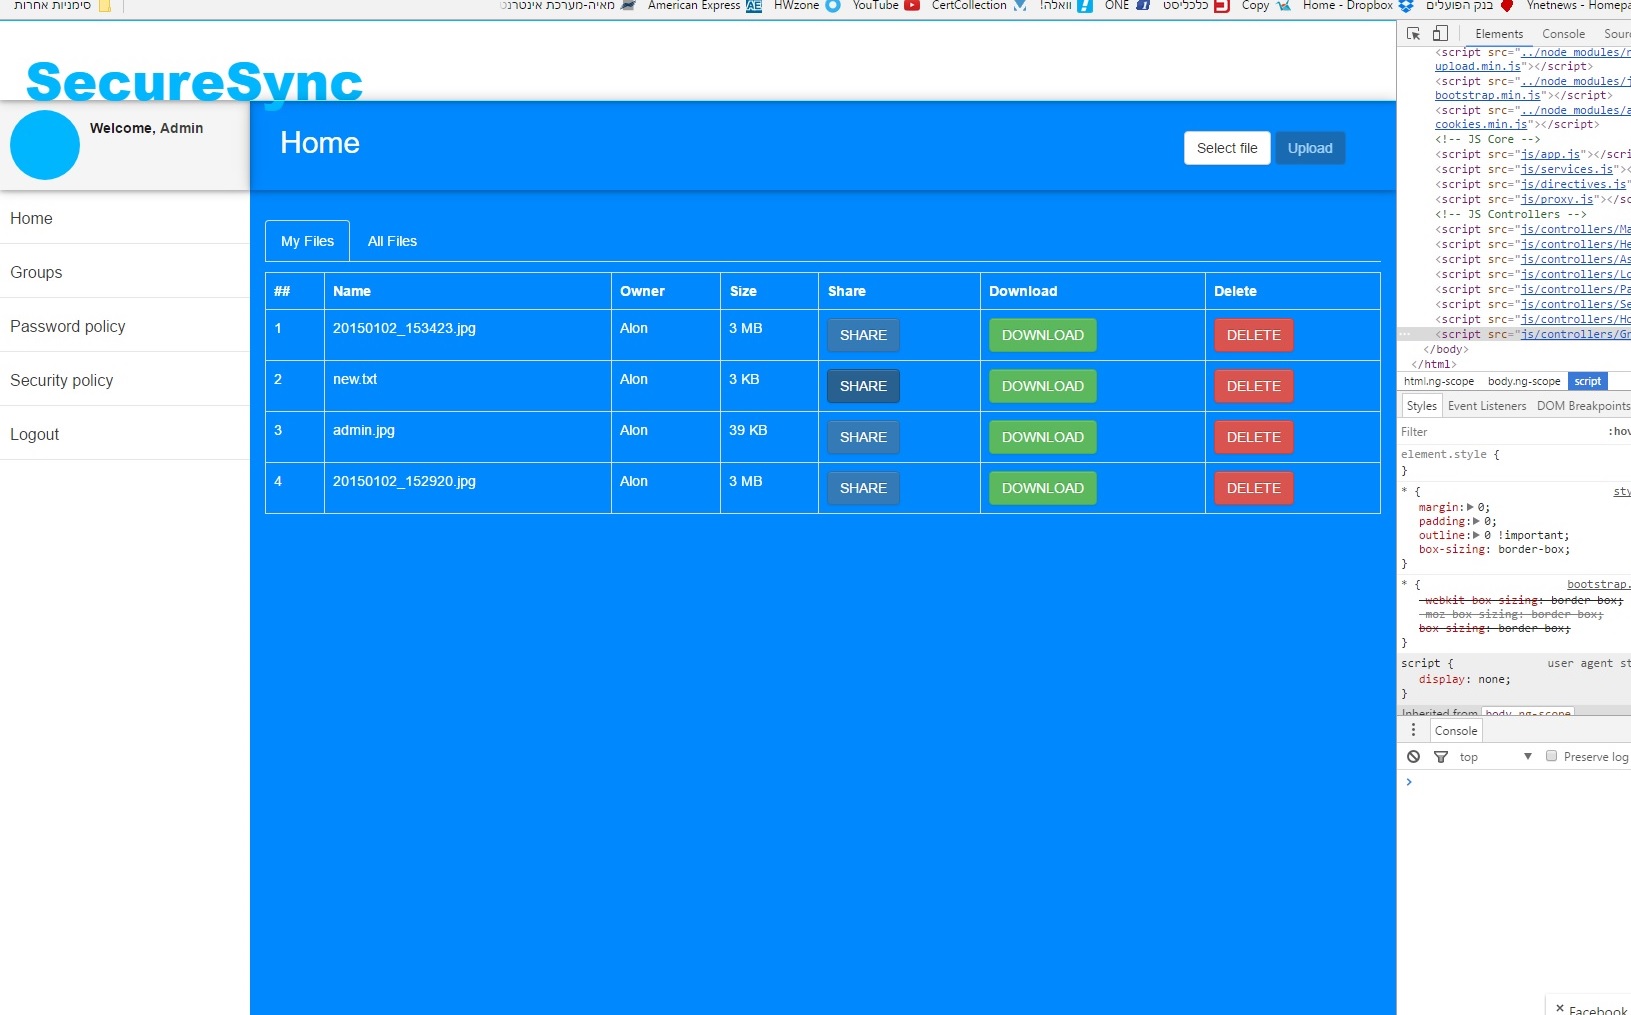 סימניות אחרות
מאיה-מערכת אינטרנט
American Express
HWzone
YouTube
CertCollection
וואלה!
ONE
כלכליסט
Copy
Home - Dropbox
בנק הפועלים
Ynetnews - Homepa
SecureSync
Welcome, Admin
Home
Select file
Upload
Home
Groups
Password policy
Security policy
Logout
My Files
All Files
## Name Owner Size Share Download Delete
1 20150102_153423.jpg Alon 3 MB SHARE DOWNLOAD DELETE
2 new.txt Alon 3 KB SHARE DOWNLOAD DELETE
3 admin.jpg Alon 39 KB SHARE DOWNLOAD DELETE
4 20150102_152920.jpg Alon 3 MB SHARE DOWNLOAD DELETE
Elements Console Sour
<script src="../node_modules/n
upload.min.js"></script>
<script src="../node_modules/j
bootstrap.min.js"></script>
<script src="../node_modules/a
cookies.min.js"></script>
<!-- JS Core -->
<script src="js/app.js"></scri
<script src="js/services.js"><
<script src="js/directives.js"
<script src="js/proxy.js"></sc
<!-- JS Controllers -->
<script src="js/controllers/Ma
<script src="js/controllers/He
<script src="js/controllers/As
<script src="js/controllers/Lo
<script src="js/controllers/Pa
<script src="js/controllers/Se
<script src="js/controllers/Ho
<script src="js/controllers/Gr
</body>
</html>
html.ng-scope body.ng-scope script
Styles Event Listeners DOM Breakpoints
Filter :hov
element.style {
}
* { sty
margin: 0;
padding: 0;
outline: 0 !important;
box-sizing: border-box;
}
* { bootstrap.
-webkit-box-sizing: border-box;
-moz-box-sizing: border-box;
box-sizing: border-box;
}
script { user agent st
display: none;
}
Inherited from body.ng-scope
Console
top Preserve log
>
× Facebook